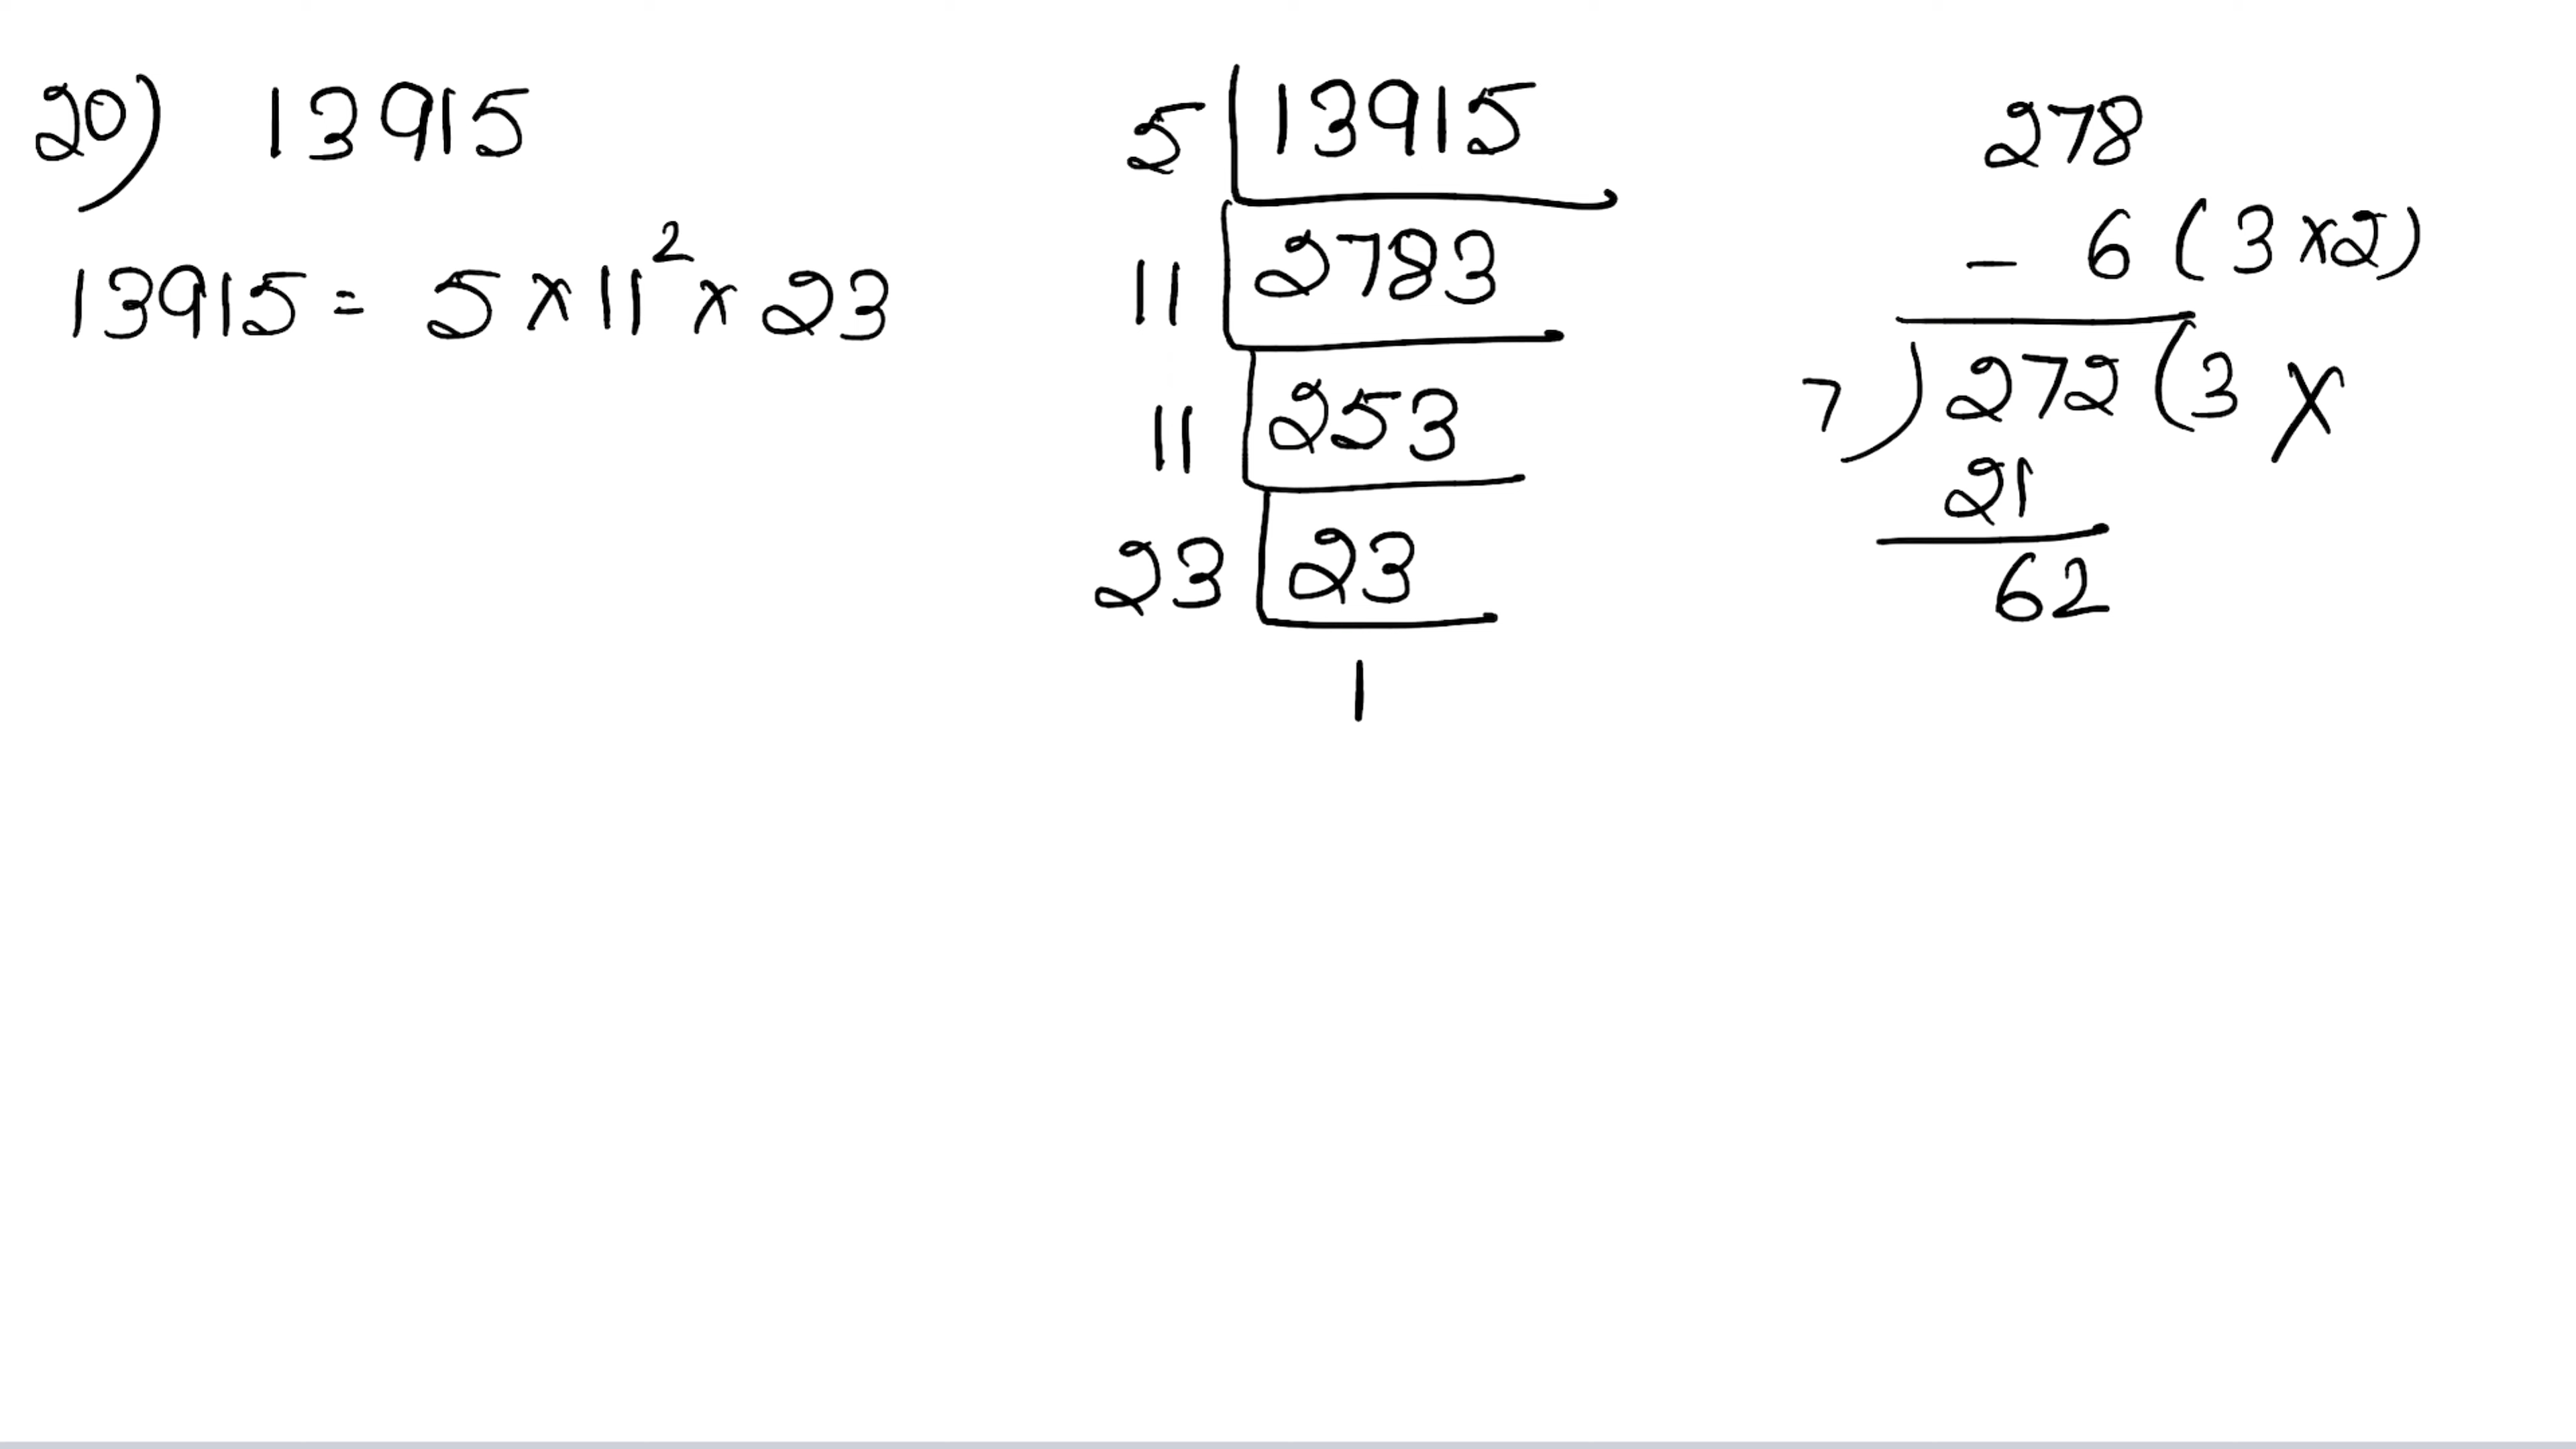 20) 13915
13915 = 5 × 11² × 23
5 | 13915
11 | 2783
11 | 253
23 | 23
1
278
- 6 (3 × 2)
7 ) 272 ( 3 X
21
62